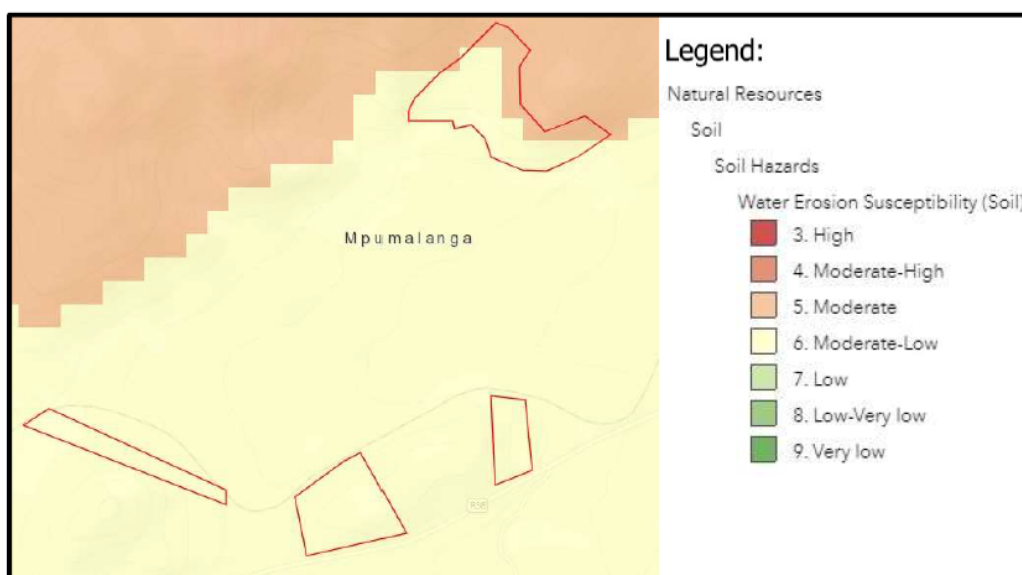 Mpumalanga
R38
Legend:
Natural Resources
Soil
Soil Hazards
Water Erosion Susceptibility (Soil)
3. High
4. Moderate-High
5. Moderate
6. Moderate-Low
7. Low
8. Low-Very low
9. Very low